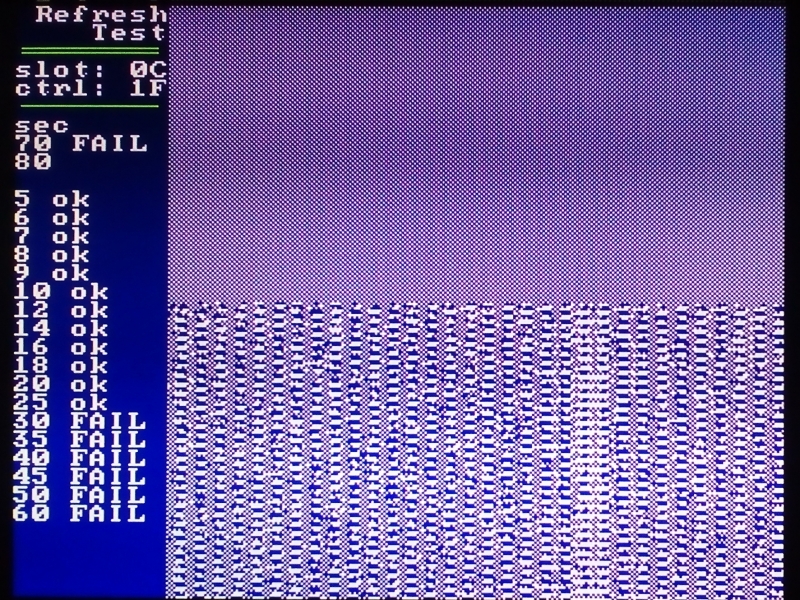 Refresh
Test
slot: 0C
ctrl: 1F
sec
70 FAIL
80
5 ok
6 ok
7 ok
8 ok
9 ok
10 ok
12 ok
14 ok
16 ok
18 ok
20 ok
25 ok
30 FAIL
35 FAIL
40 FAIL
45 FAIL
50 FAIL
60 FAIL